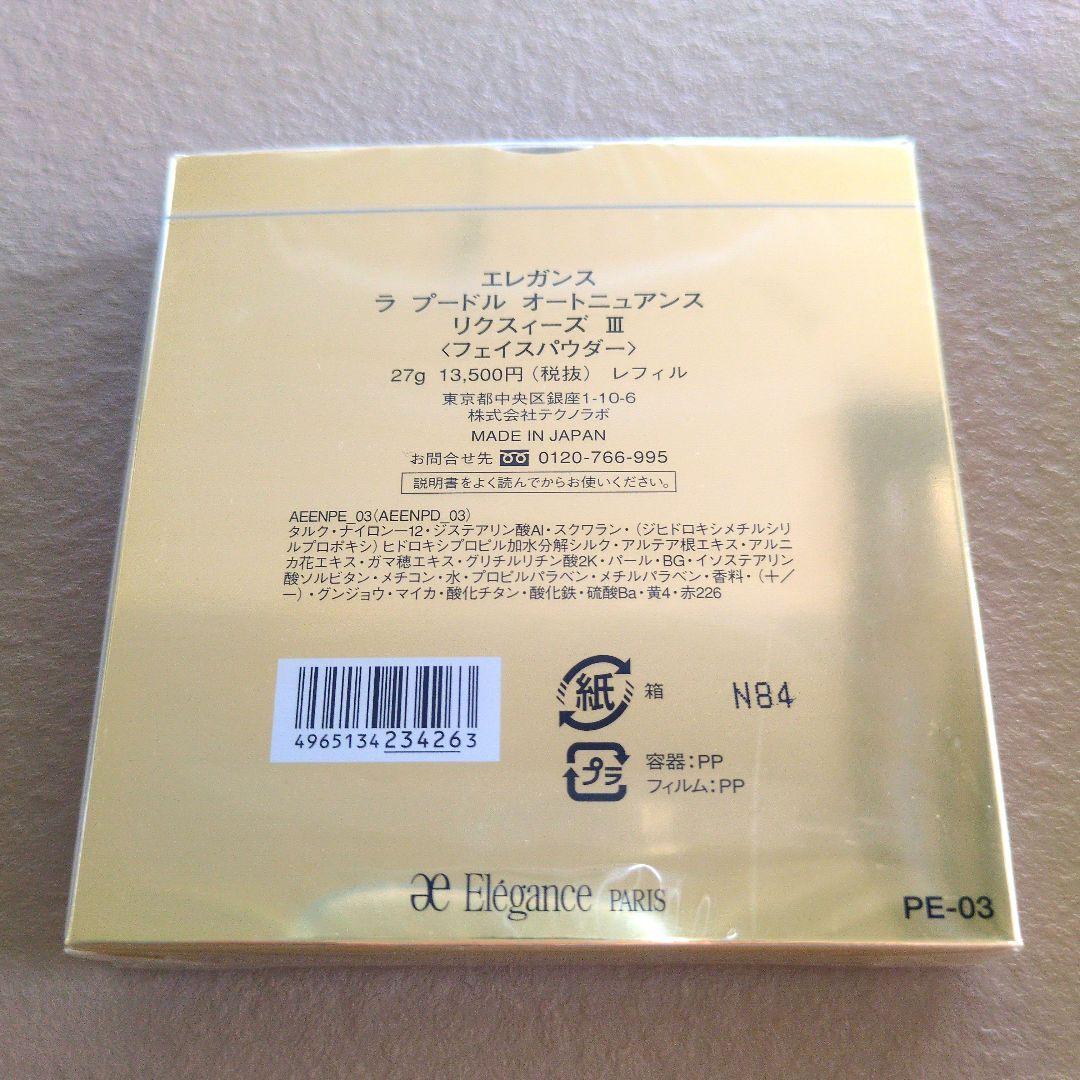 エレガンス
ラ プードル オートニュアンス
リクスィーズ Ⅲ
〈フェイスパウダー〉
27g 13,500円（税抜） レフィル
東京都中央区銀座1-10-6
株式会社テクノラボ
MADE IN JAPAN
お問合せ先 0120-766-995
説明書をよく読んでからお使いください。
AEENPE_03(AEENPD_03)
タルク・ナイロン－12・ジステアリン酸Al・スクワラン・（ジヒドロキシメチルシリ
ルプロポキシ）ヒドロキシプロピル加水分解シルク・アルテア根エキス・アルニ
カ花エキス・ガマ穂エキス・グリチルリチン酸2K・パール・BG・イソステアリン
酸ソルビタン・メチコン・水・プロピルパラベン・メチルパラベン・香料・（＋／
－）・グンジョウ・マイカ・酸化チタン・酸化鉄・硫酸Ba・黄4・赤226
4965134234263
紙 箱
N84
プラ 容器：PP
フィルム：PP
æ Elégance PARIS
PE-03